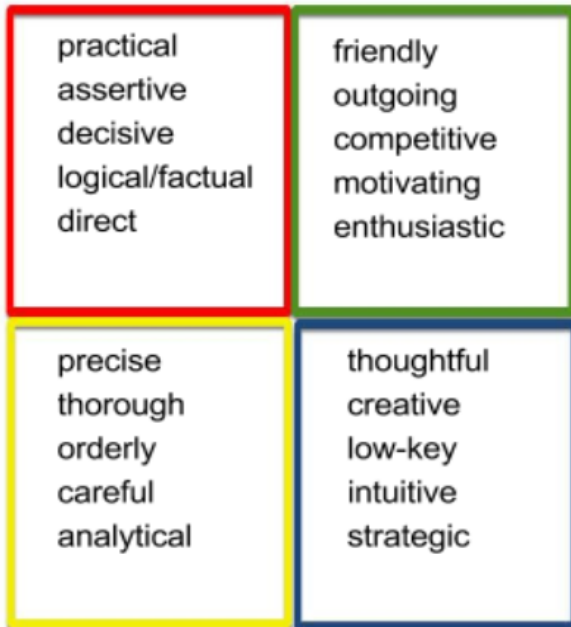 practical
assertive
decisive
logical/factual
direct
friendly
outgoing
competitive
motivating
enthusiastic
precise
thorough
orderly
careful
analytical
thoughtful
creative
low-key
intuitive
strategic